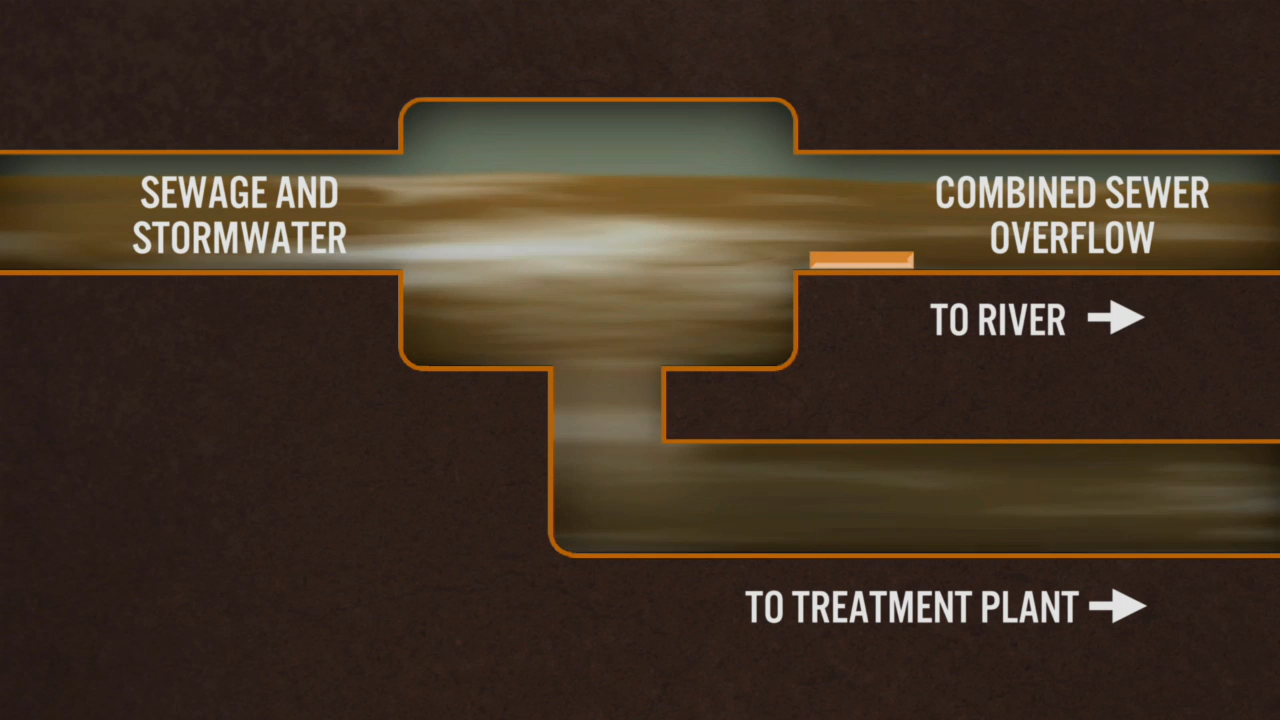 SEWAGE AND
STORMWATER
COMBINED SEWER
OVERFLOW
TO RIVER
TO TREATMENT PLANT